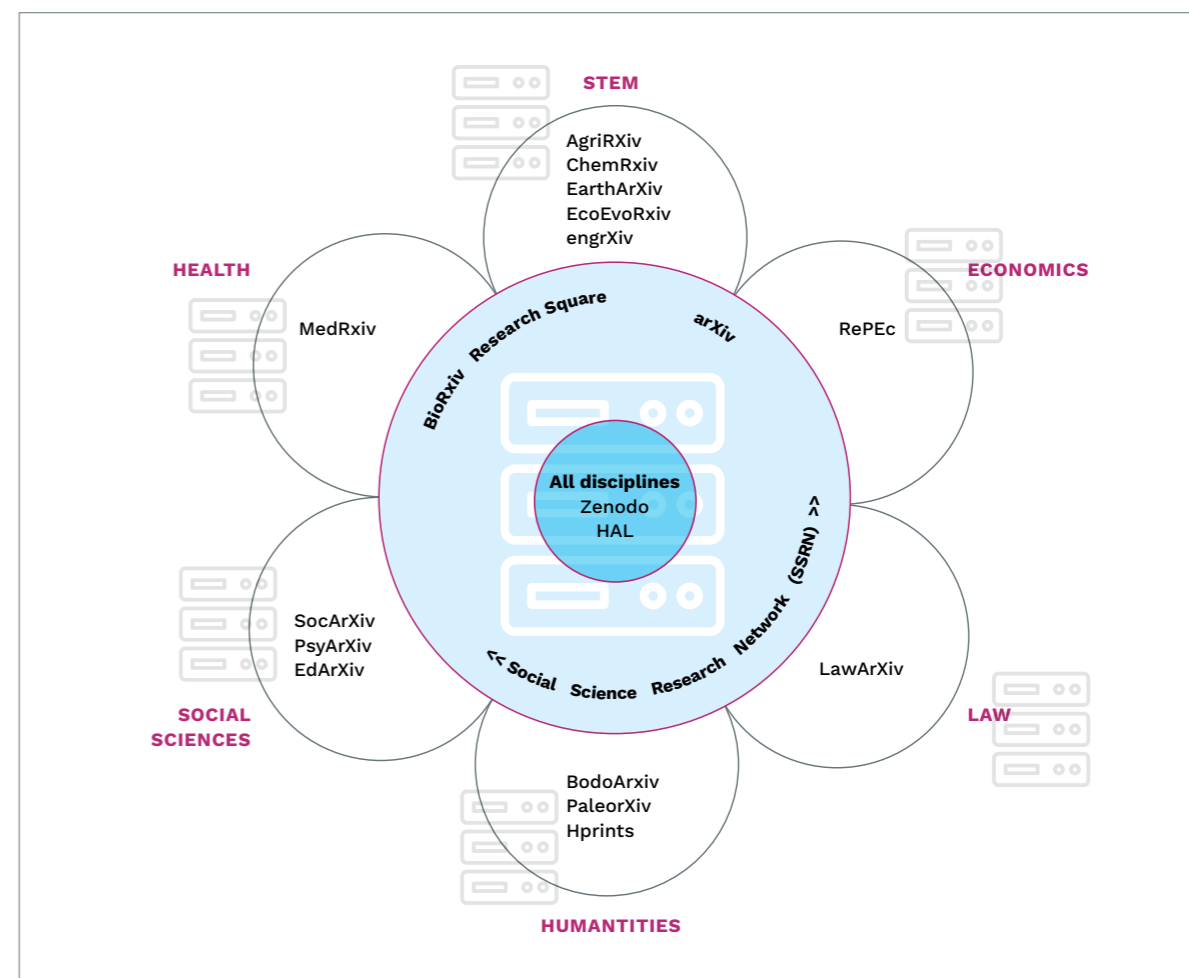 STEM
AgriRXiv
ChemRxiv
EarthArXiv
EcoEvoRxiv
engrXiv
HEALTH
MedRxiv
ECONOMICS
RePEc
BioRxiv
Research Square
arXiv
All disciplines
Zenodo
HAL
<< Social Science Research Network (SSRN) >>
SocArXiv
PsyArXiv
EdArXiv
SOCIAL
SCIENCES
LawArXiv
LAW
BodoArxiv
PaleorXiv
Hprints
HUMANTITIES